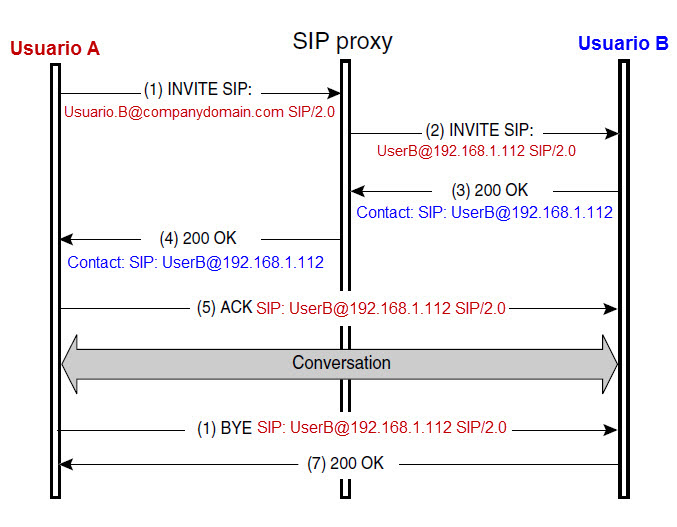 Usuario A
SIP proxy
Usuario B
(1) INVITE SIP:
Usuario.B@companydomain.com SIP/2.0
(2) INVITE SIP:
UserB@192.168.1.112 SIP/2.0
(3) 200 OK
Contact: SIP: UserB@192.168.1.112
(4) 200 OK
Contact: SIP: UserB@192.168.1.112
(5) ACK SIP: UserB@192.168.1.112 SIP/2.0
Conversation
(1) BYE SIP: UserB@192.168.1.112 SIP/2.0
(7) 200 OK